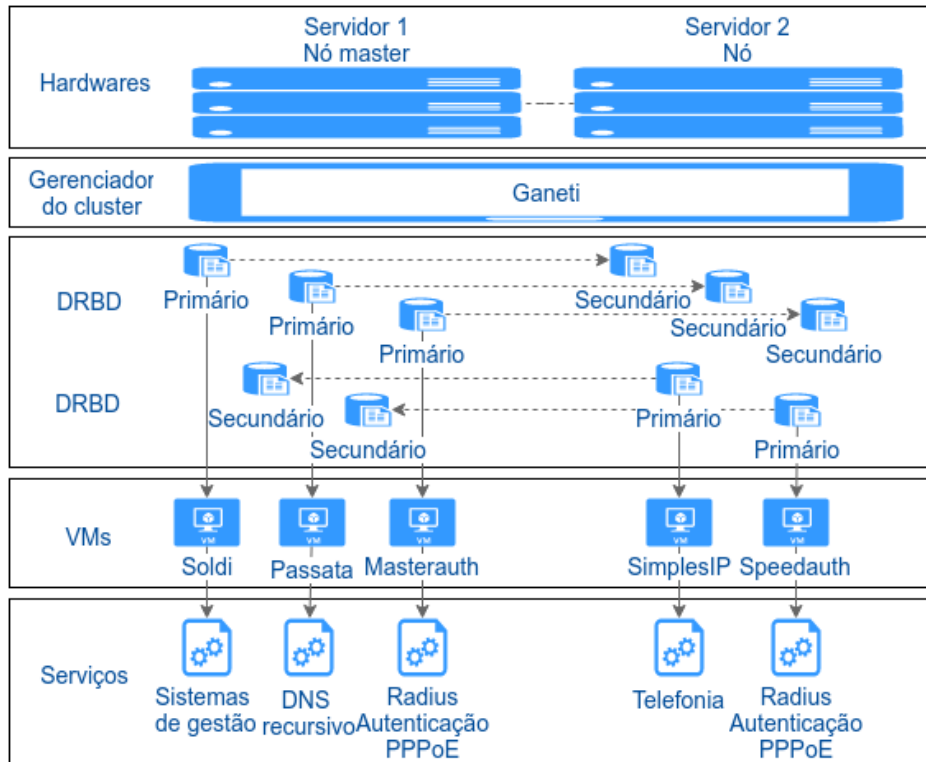 Servidor 1
Nó master
Servidor 2
Nó
Hardwares
Gerenciador
do cluster
Ganeti
DRBD
Primário
Primário
Primário
Secundário
Secundário
Secundário
DRBD
Secundário
Secundário
Primário
Primário
VMs
VM
VM
VM
VM
VM
Soldi
Passata
Masterauth
SimplesIP
Speedauth
Serviços
Sistemas
de gestão
DNS
recursivo
Radius
Autenticação
PPPoE
Telefonia
Radius
Autenticação
PPPoE